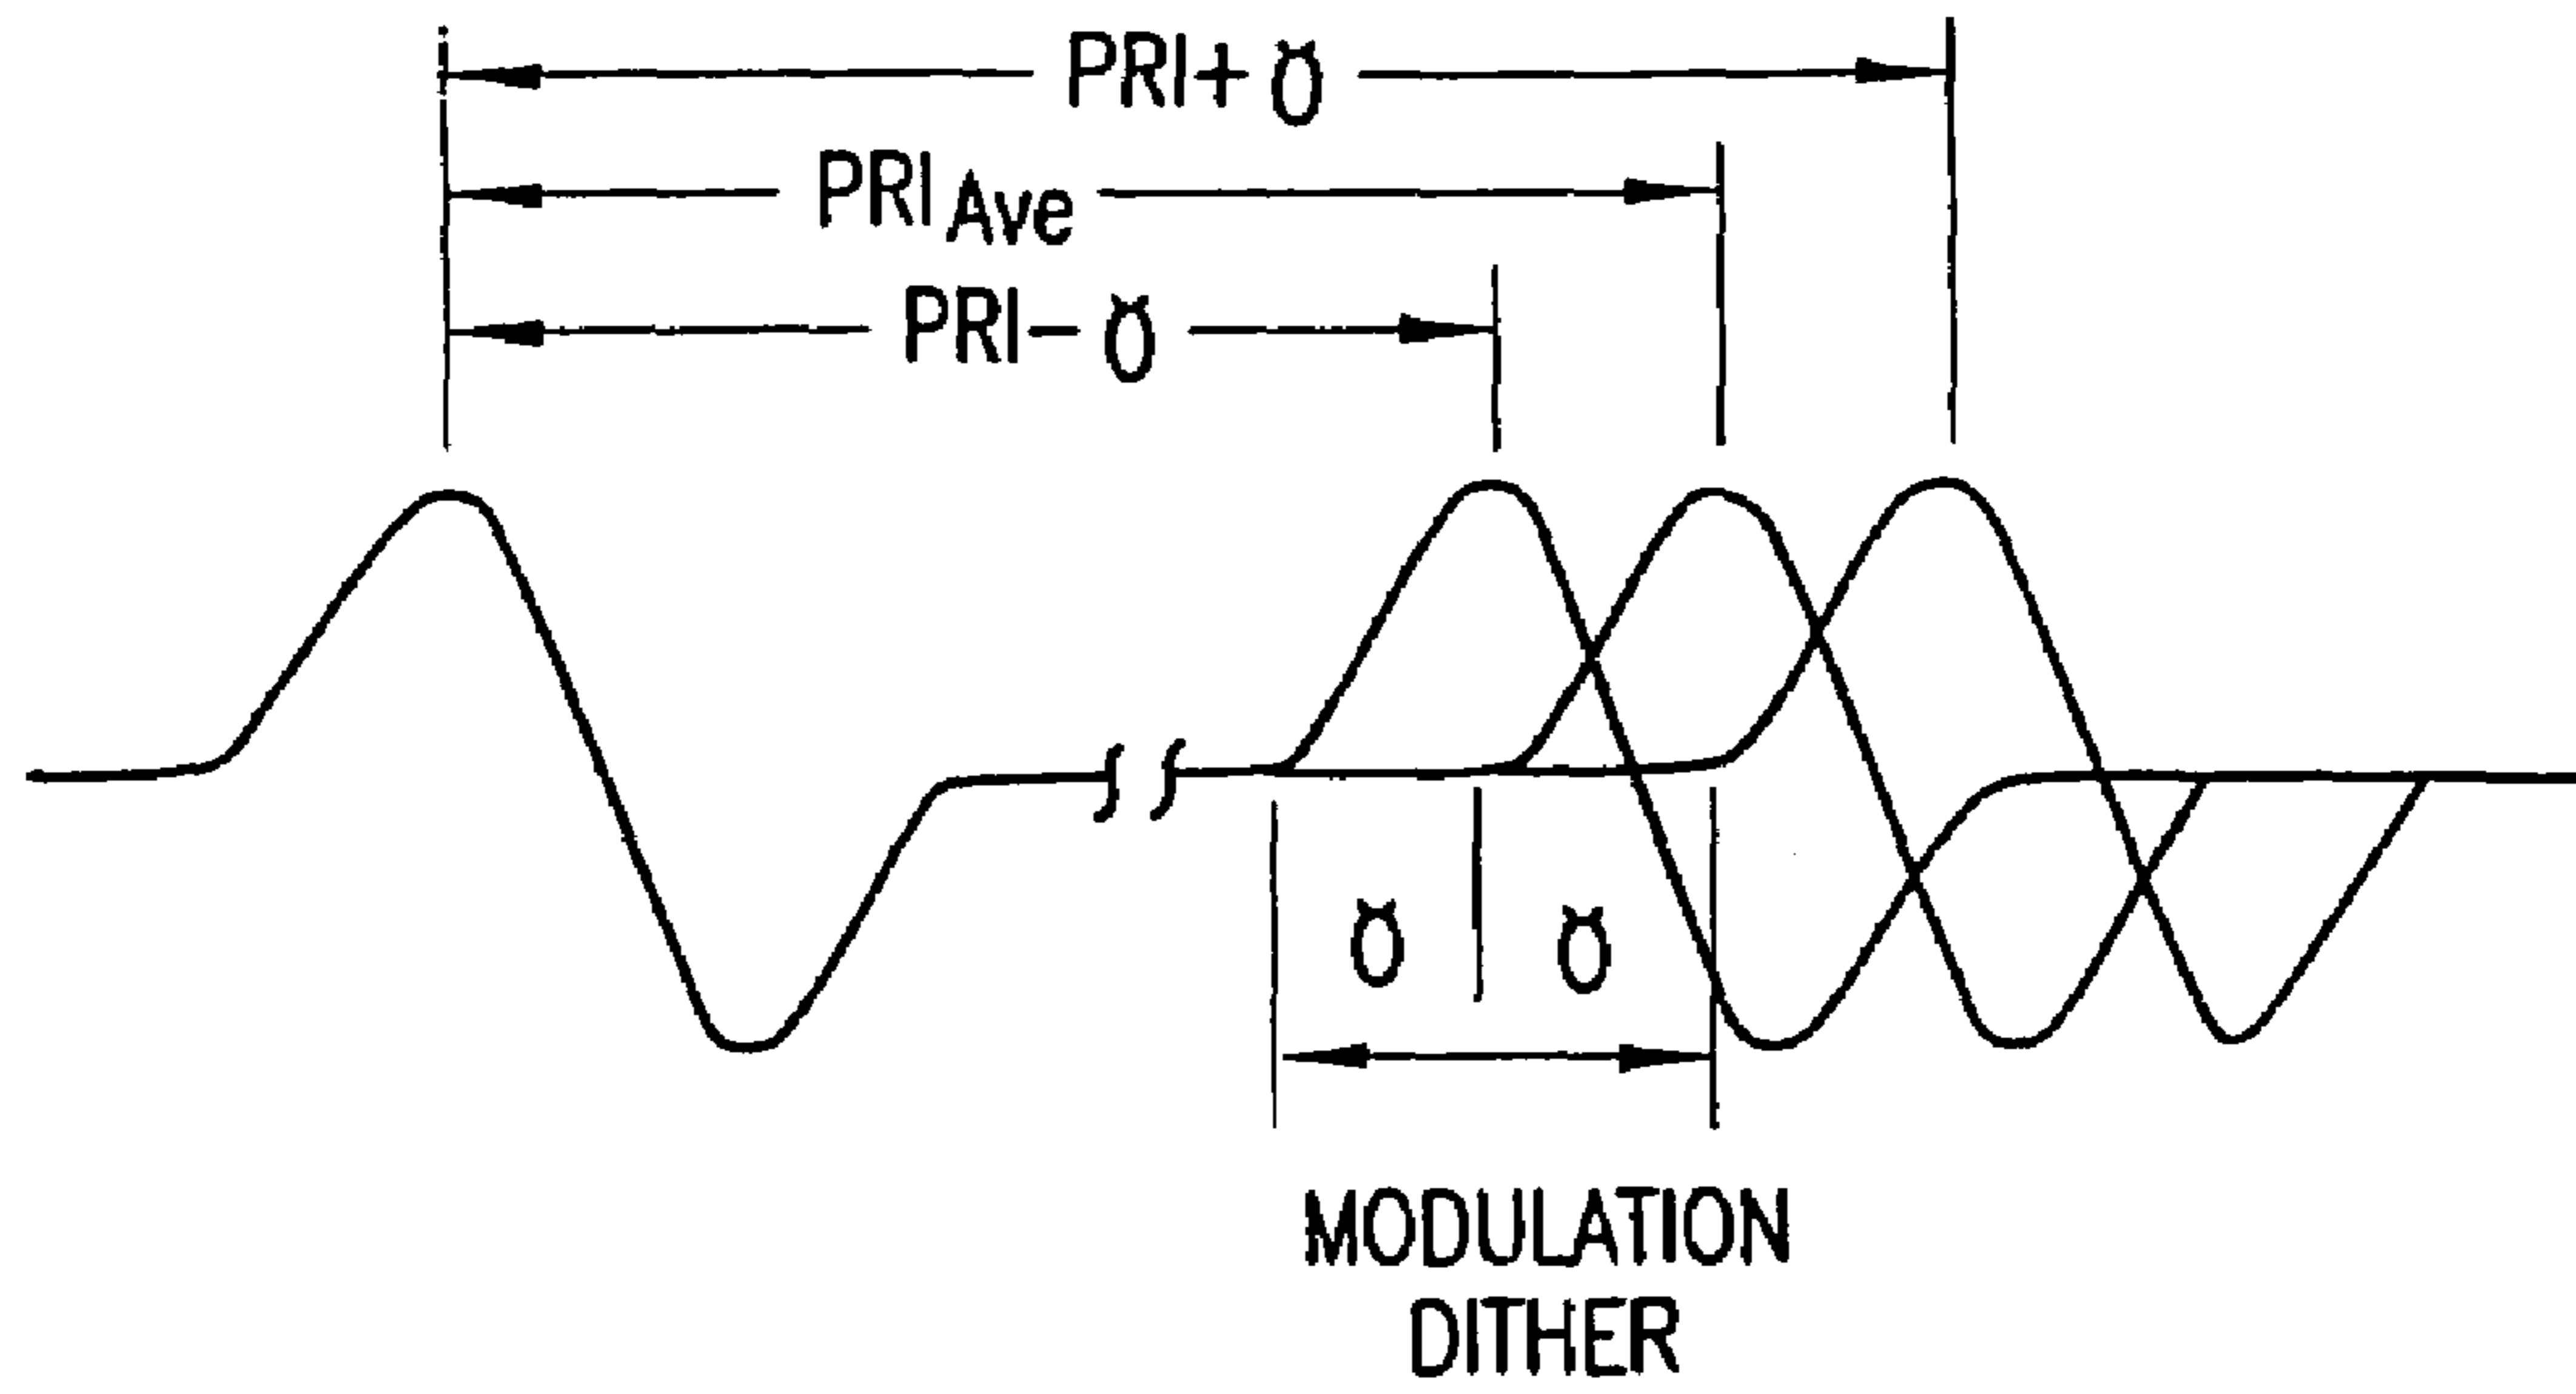 PRI+ ŏ
PRI Ave
PRI- ŏ
ŏ ŏ
MODULATION
DITHER